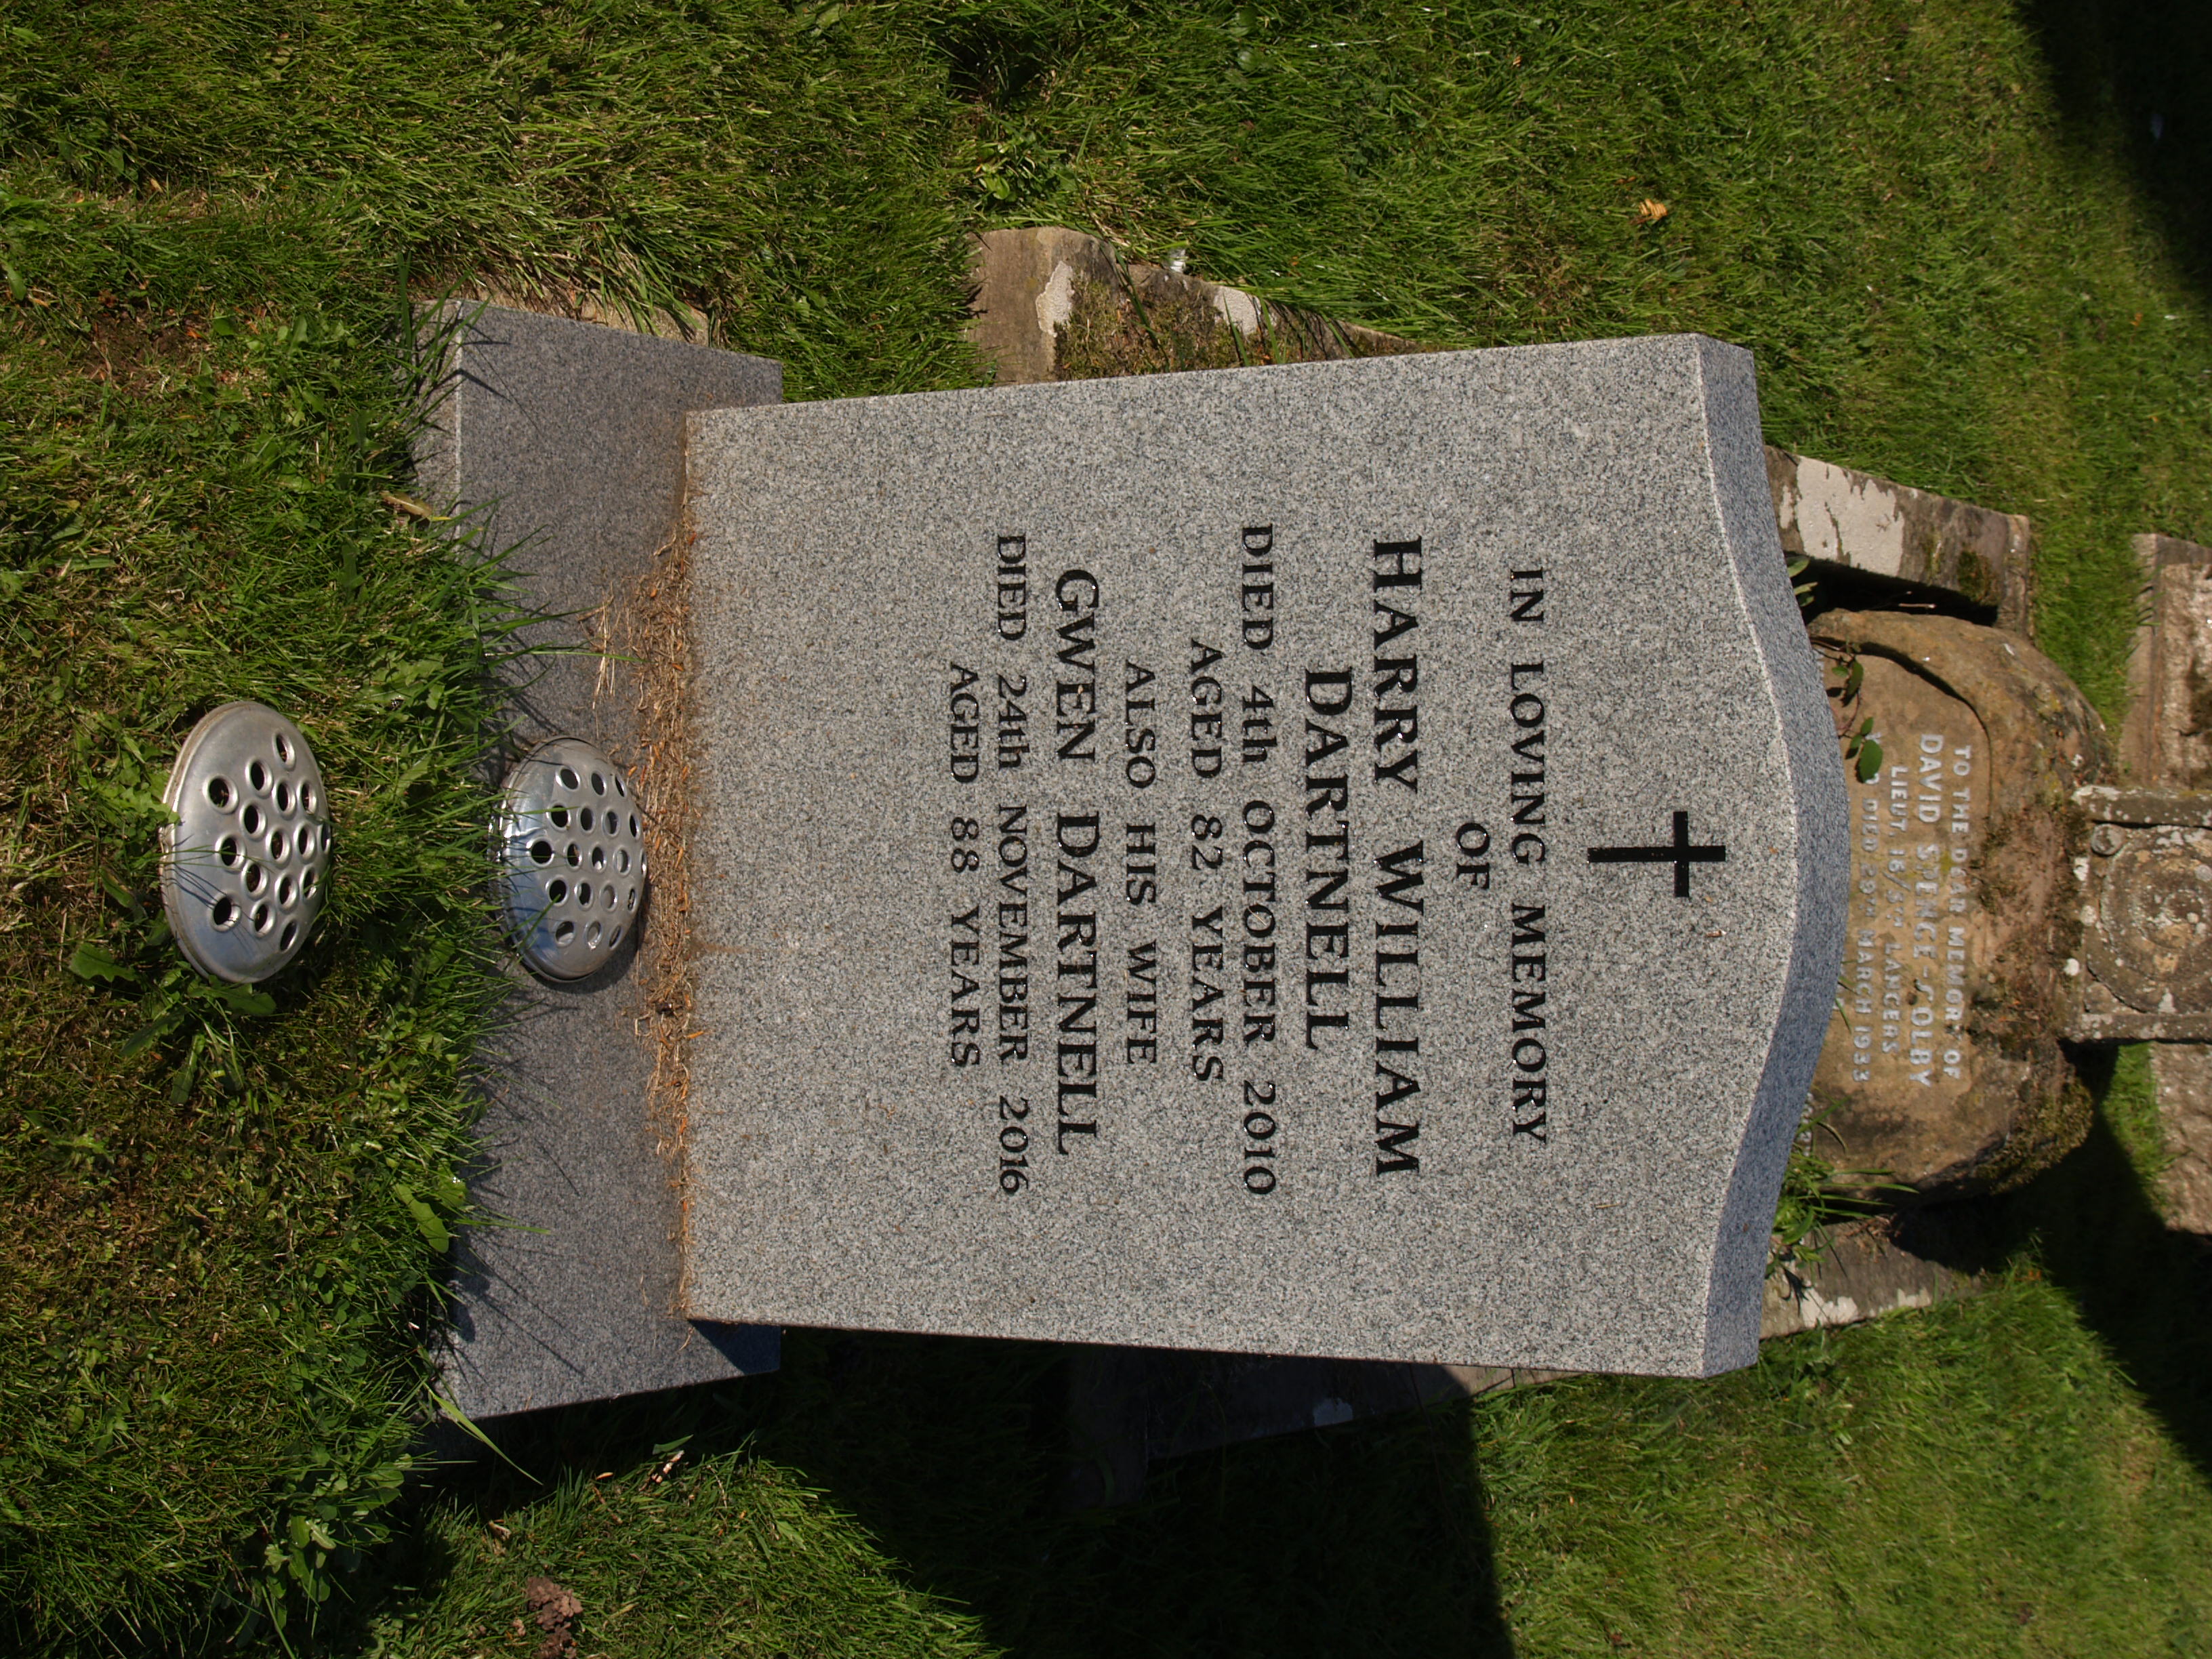 IN LOVING MEMORY
OF
HARRY WILLIAM
DARTNELL
DIED 4th OCTOBER 2010
AGED 82 YEARS
ALSO HIS WIFE
GWEN DARTNELL
DIED 24th NOVEMBER 2016
AGED 88 YEARS
TO THE DEAR MEMORY OF
DAVID SPENCE-COLBY
LIEUT. 16/5TH LANCERS
DIED 29TH MARCH 1933